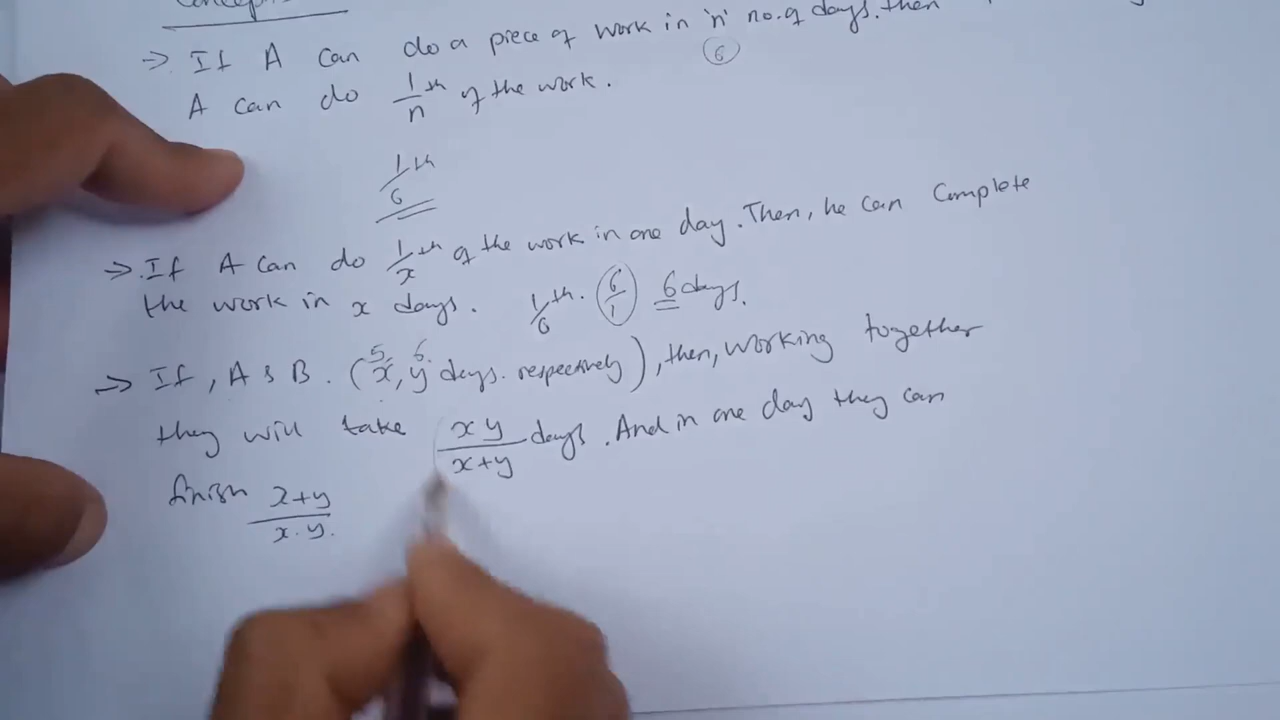 Concept
→ If A can do a piece of work in 'n' no. of days. then
6
A can do 1/n th of the work.
1/6 th
→ If A can do 1/x th of the work in one day. Then, he can complete
the work in x days. 1/6 th. 6/1 6 days.
5 6
→ If, A & B. (x, y days. respectively), then, working together
they will take xy/x+y days. And in one day they can
finish x+y/x.y.